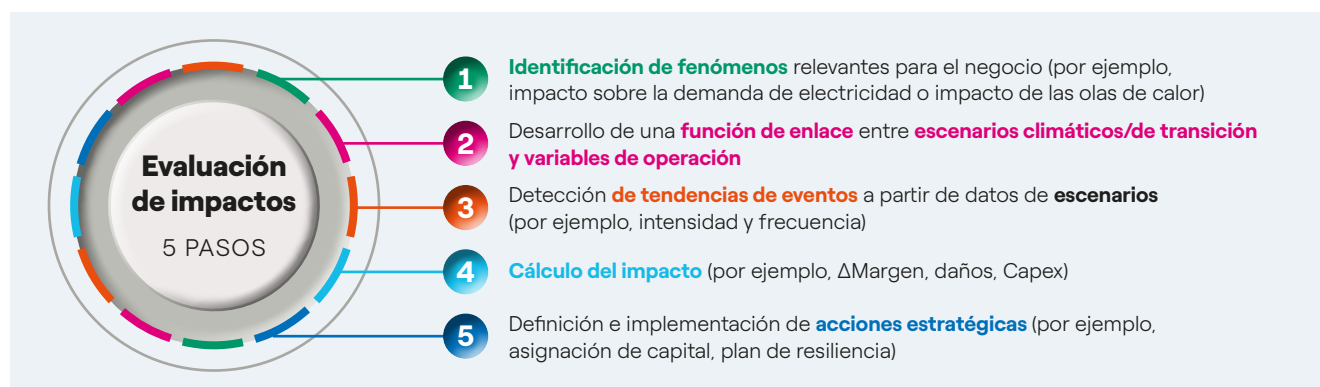 Evaluación
de impactos
5 PASOS
1
Identificación de fenómenos relevantes para el negocio (por ejemplo,
impacto sobre la demanda de electricidad o impacto de las olas de calor)
2
Desarrollo de una función de enlace entre escenarios climáticos/de transición
y variables de operación
3
Detección de tendencias de eventos a partir de datos de escenarios
(por ejemplo, intensidad y frecuencia)
4
Cálculo del impacto (por ejemplo, ΔMargen, daños, Capex)
5
Definición e implementación de acciones estratégicas (por ejemplo,
asignación de capital, plan de resiliencia)